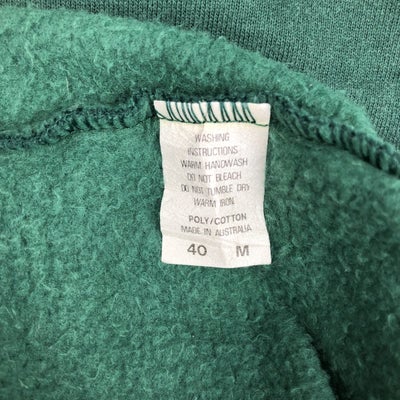 WASHING
INSTRUCTIONS
WARM HANDWASH
DO NOT BLEACH
DO NOT TUMBLE DRY
WARM IRON
POLY/COTTON
MADE IN AUSTRALIA
40 M